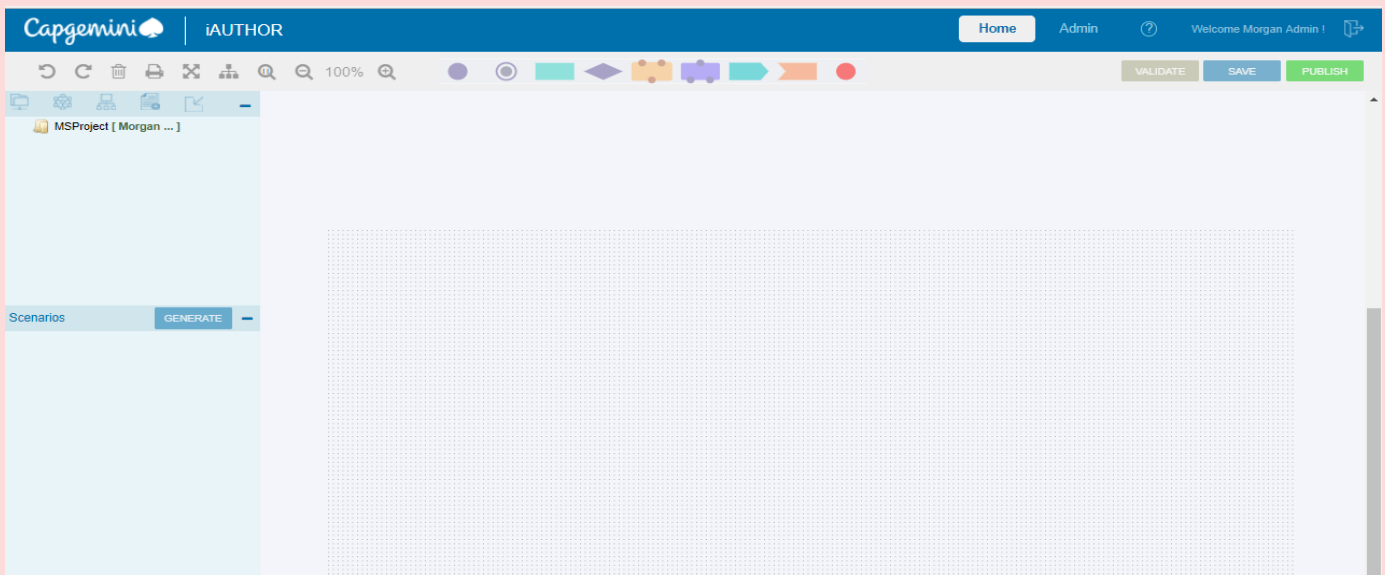 Capgemini iAUTHOR Home Admin ? Welcome Morgan Admin !
100% VALIDATE SAVE PUBLISH
MSProject [ Morgan ... ]
Scenarios GENERATE